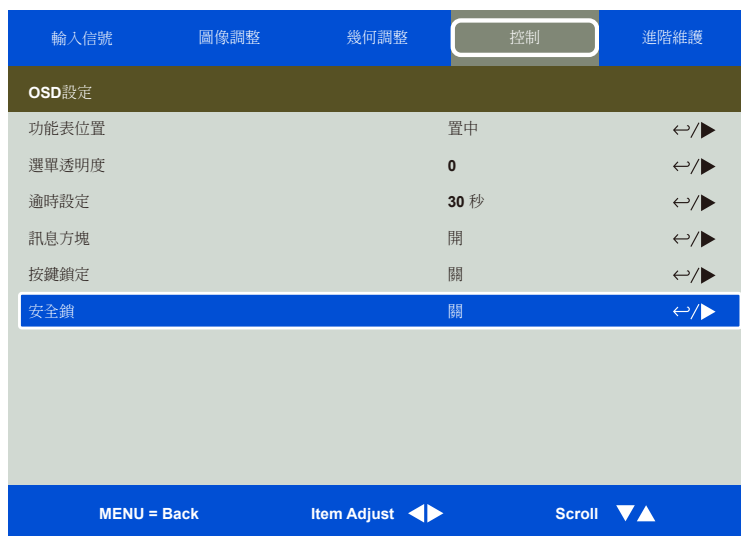 輸入信號 圖像調整 幾何調整 控制 進階維護
OSD設定
功能表位置 置中 ↩/▶
選單透明度 0 ↩/▶
逾時設定 30 秒 ↩/▶
訊息方塊 開 ↩/▶
按鍵鎖定 關 ↩/▶
安全鎖 關 ↩/▶
MENU = Back Item Adjust ◀▶ Scroll ▼▲